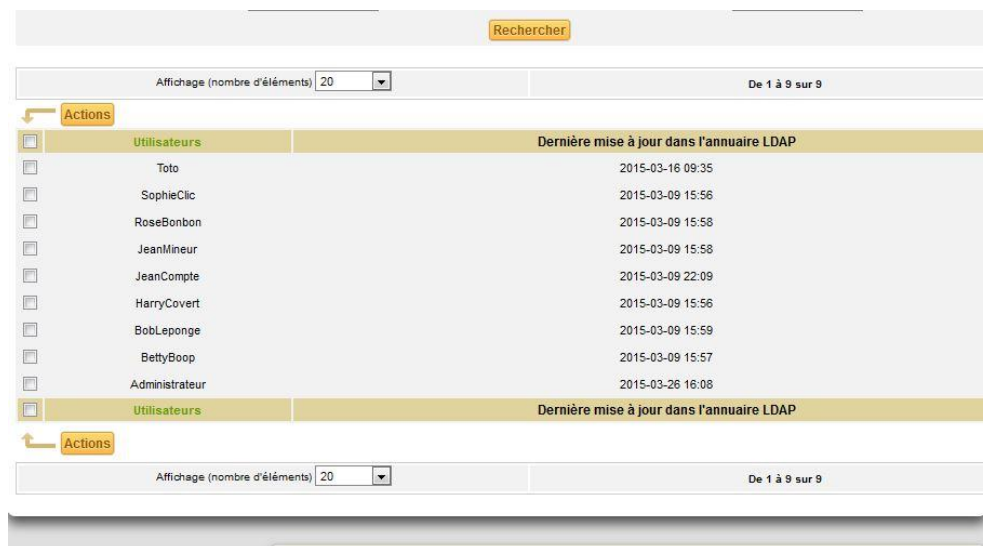 Rechercher
Affichage (nombre d'éléments) 20 De 1 à 9 sur 9
Actions
Utilisateurs Dernière mise à jour dans l'annuaire LDAP
Toto 2015-03-16 09:35
SophieClic 2015-03-09 15:56
RoseBonbon 2015-03-09 15:58
JeanMineur 2015-03-09 15:58
JeanCompte 2015-03-09 22:09
HarryCovert 2015-03-09 15:56
BobLeponge 2015-03-09 15:59
BettyBoop 2015-03-09 15:57
Administrateur 2015-03-26 16:08
Utilisateurs Dernière mise à jour dans l'annuaire LDAP
Actions
Affichage (nombre d'éléments) 20 De 1 à 9 sur 9